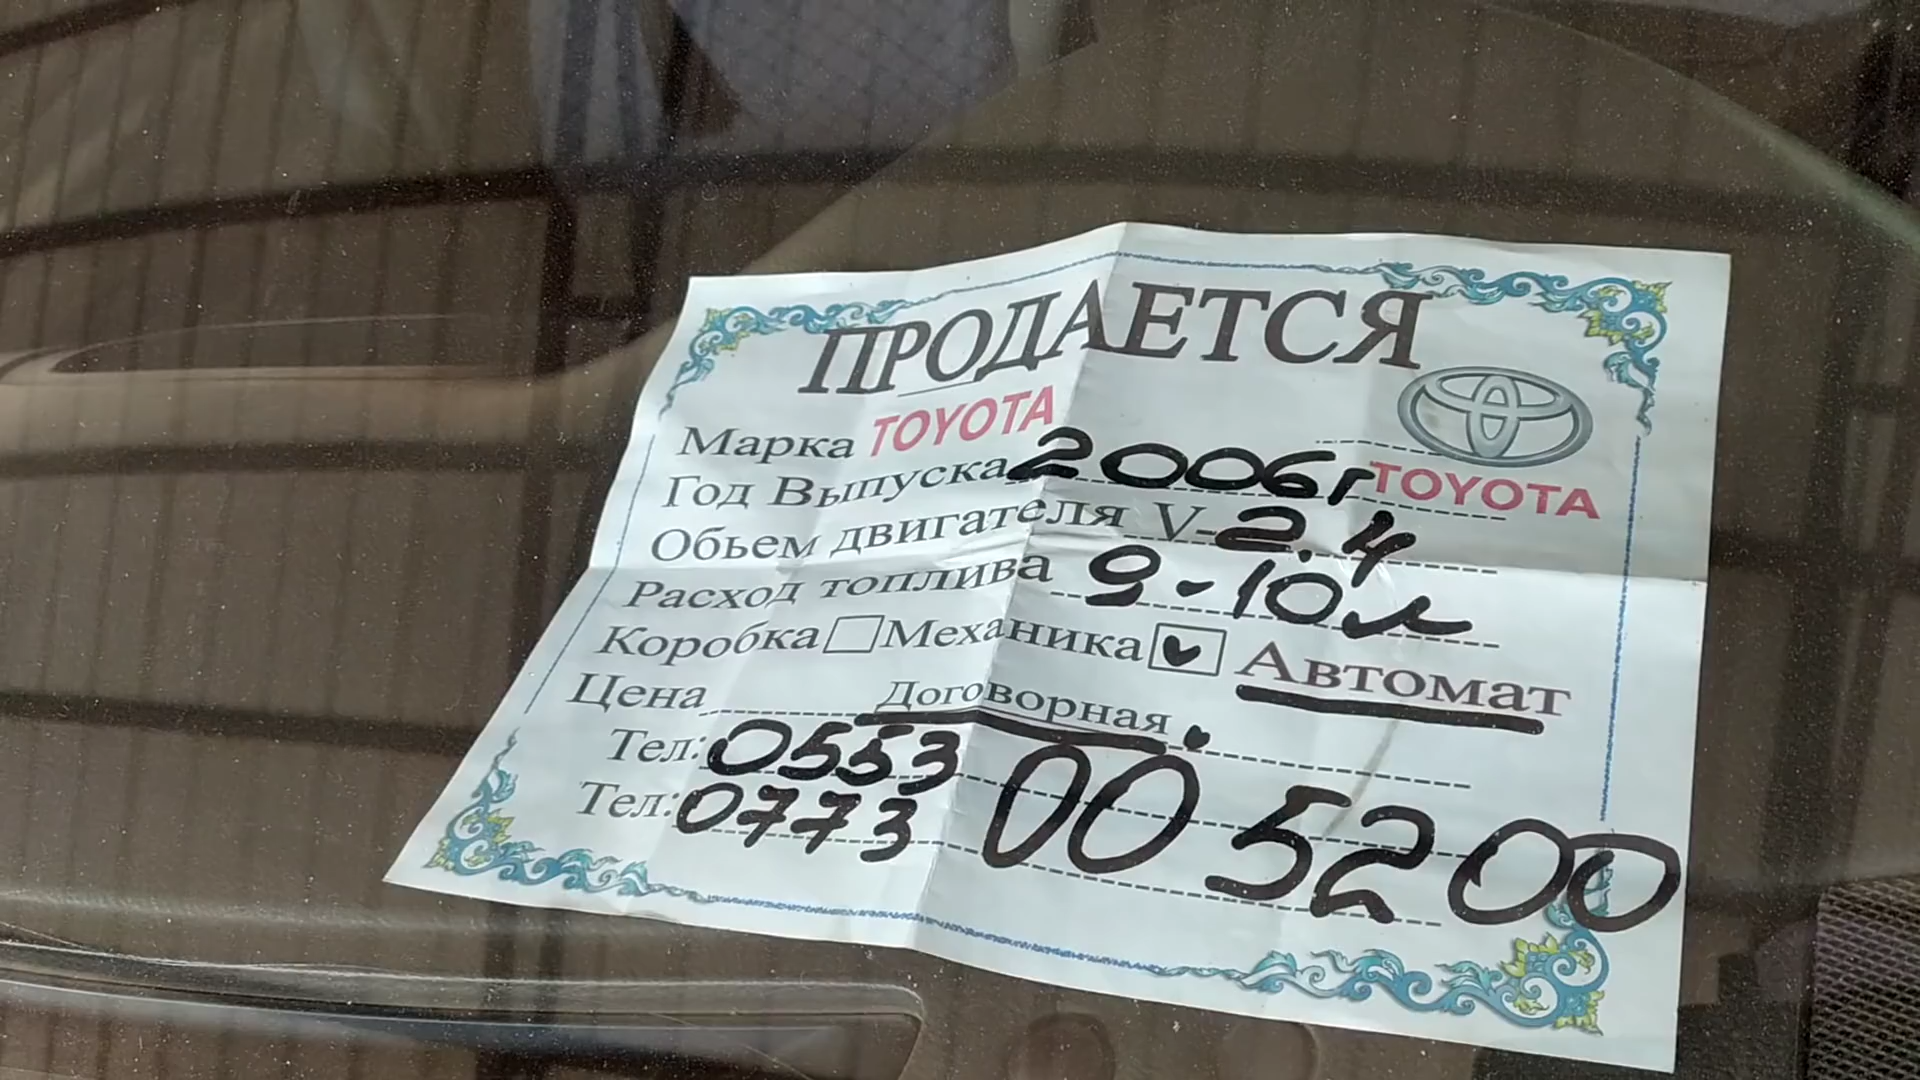 ПРОДАЕТСЯ
Марка TOYOTA
Год Выпуска 2006г TOYOTA
Обьем двигателя V-2.4
Расход топлива 9-10л
Коробка Механика Автомат
Цена Договорная.
Тел: 0553 00 52 00
Тел: 0773